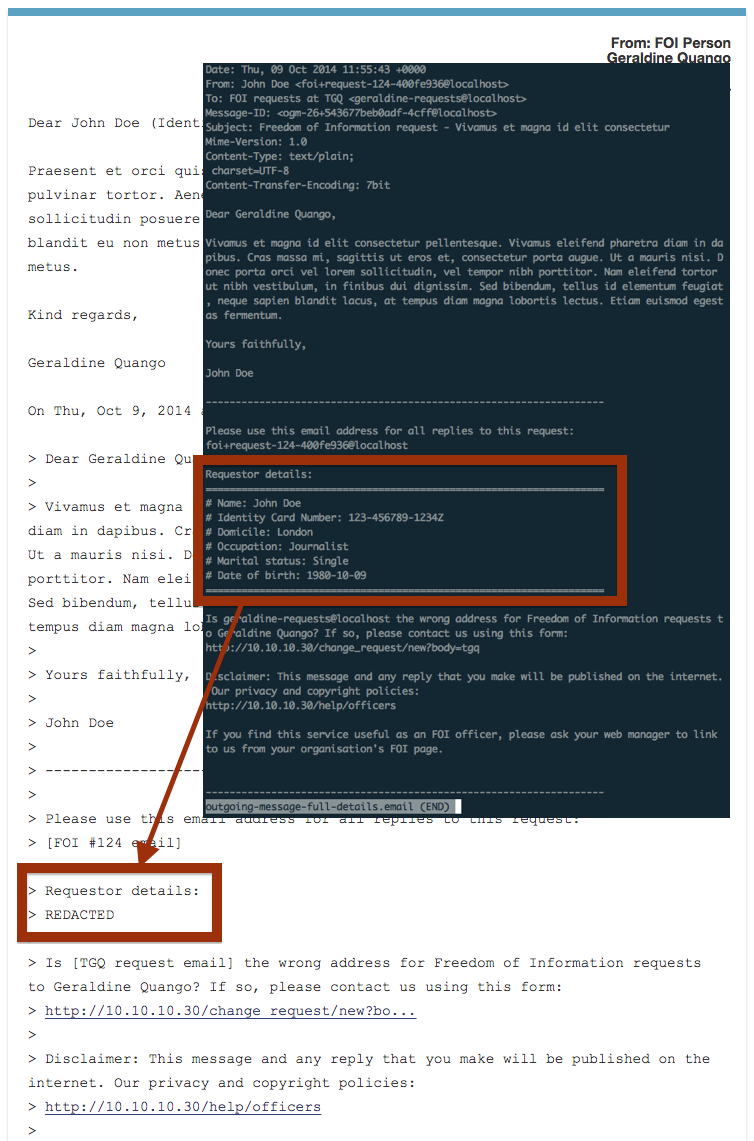 From: FOI Person
Geraldine Quango
Dear John Doe (Ident
Praesent et orci qui
pulvinar tortor. Aene
sollicitudin posuere
blandit eu non metus
metus.
Kind regards,
Geraldine Quango
On Thu, Oct 9, 2014 a
> Dear Geraldine Qu
>
> Vivamus et magna
diam in dapibus. Cr
Ut a mauris nisi. D
porttitor. Nam elei
Sed bibendum, tellu
tempus diam magna lo
>
> Yours faithfully,
>
> John Doe
>
> ------------------
>
> Please use this email address for all replies to this request:
> [FOI #124 email]
> Requestor details:
> REDACTED
> Is [TGQ request email] the wrong address for Freedom of Information requests
to Geraldine Quango? If so, please contact us using this form:
> http://10.10.10.30/change_request/new?bo...
>
> Disclaimer: This message and any reply that you make will be published on the
internet. Our privacy and copyright policies:
> http://10.10.10.30/help/officers
>
Date: Thu, 09 Oct 2014 11:55:43 +0000
From: John Doe <foi+request-124-400fe936@localhost>
To: FOI requests at TGQ <geraldine-requests@localhost>
Message-ID: <ogm-26+543677beb0adf-4cff@localhost>
Subject: Freedom of Information request - Vivamus et magna id elit consectetur
Mime-Version: 1.0
Content-Type: text/plain;
charset=UTF-8
Content-Transfer-Encoding: 7bit
Dear Geraldine Quango,
Vivamus et magna id elit consectetur pellentesque. Vivamus eleifend pharetra diam in da
pibus. Cras massa mi, sagittis ut eros et, consectetur porta augue. Ut a mauris nisi. D
onec porta orci vel lorem sollicitudin, vel tempor nibh porttitor. Nam eleifend tortor
ut nibh vestibulum, in finibus dui dignissim. Sed bibendum, tellus id elementum feugiat
, neque sapien blandit lacus, at tempus diam magna lobortis lectus. Etiam euismod egest
as fermentum.
Yours faithfully,
John Doe
-------------------------------------------------------------------
Please use this email address for all replies to this request:
foi+request-124-400fe936@localhost
Requestor details:
===================================================================
# Name: John Doe
# Identity Card Number: 123-456789-1234Z
# Domicile: London
# Occupation: Journalist
# Marital status: Single
# Date of birth: 1980-10-09
===================================================================
Is geraldine-requests@localhost the wrong address for Freedom of Information requests t
o Geraldine Quango? If so, please contact us using this form:
http://10.10.10.30/change_request/new?body=tgq
Disclaimer: This message and any reply that you make will be published on the internet.
Our privacy and copyright policies:
http://10.10.10.30/help/officers
If you find this service useful as an FOI officer, please ask your web manager to link
to us from your organisation's FOI page.
-------------------------------------------------------------------
outgoing-message-full-details.email (END)